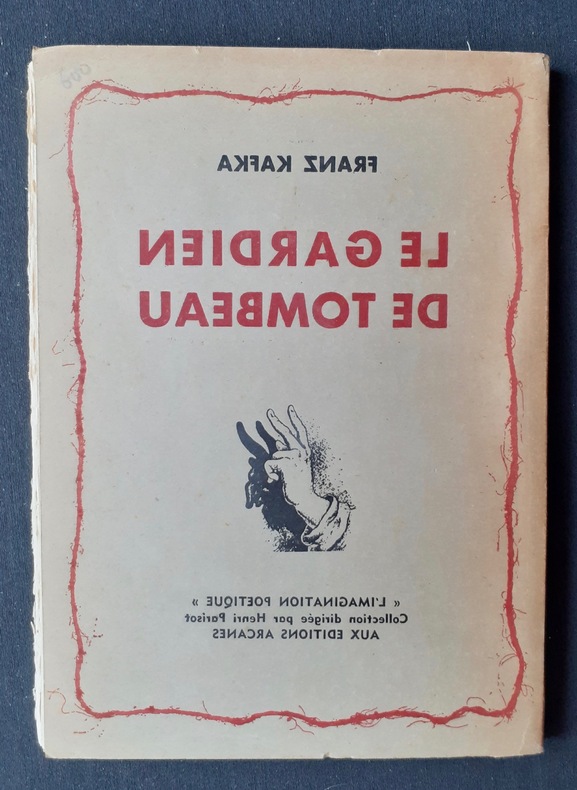 FRANZ KAFKA
LE GARDIEN
DE TOMBEAU
« L'IMAGINATION POETIQUE »
Collection dirigée par Henri Parisot
AUX EDITIONS ARCANES